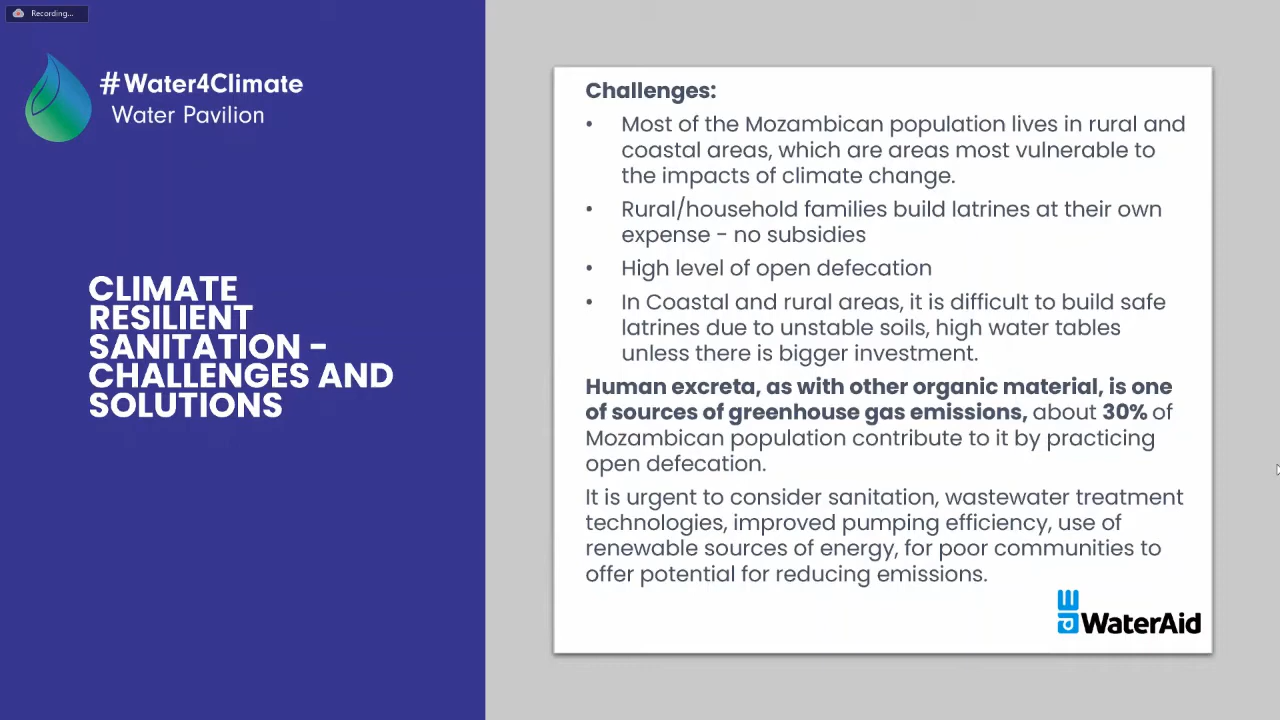 Recording...
#Water4Climate
Water Pavilion
CLIMATE
RESILIENT
SANITATION -
CHALLENGES AND
SOLUTIONS
Challenges:
• Most of the Mozambican population lives in rural and
coastal areas, which are areas most vulnerable to
the impacts of climate change.
• Rural/household families build latrines at their own
expense - no subsidies
• High level of open defecation
• In Coastal and rural areas, it is difficult to build safe
latrines due to unstable soils, high water tables
unless there is bigger investment.
Human excreta, as with other organic material, is one
of sources of greenhouse gas emissions, about 30% of
Mozambican population contribute to it by practicing
open defecation.
It is urgent to consider sanitation, wastewater treatment
technologies, improved pumping efficiency, use of
renewable sources of energy, for poor communities to
offer potential for reducing emissions.
WaterAid